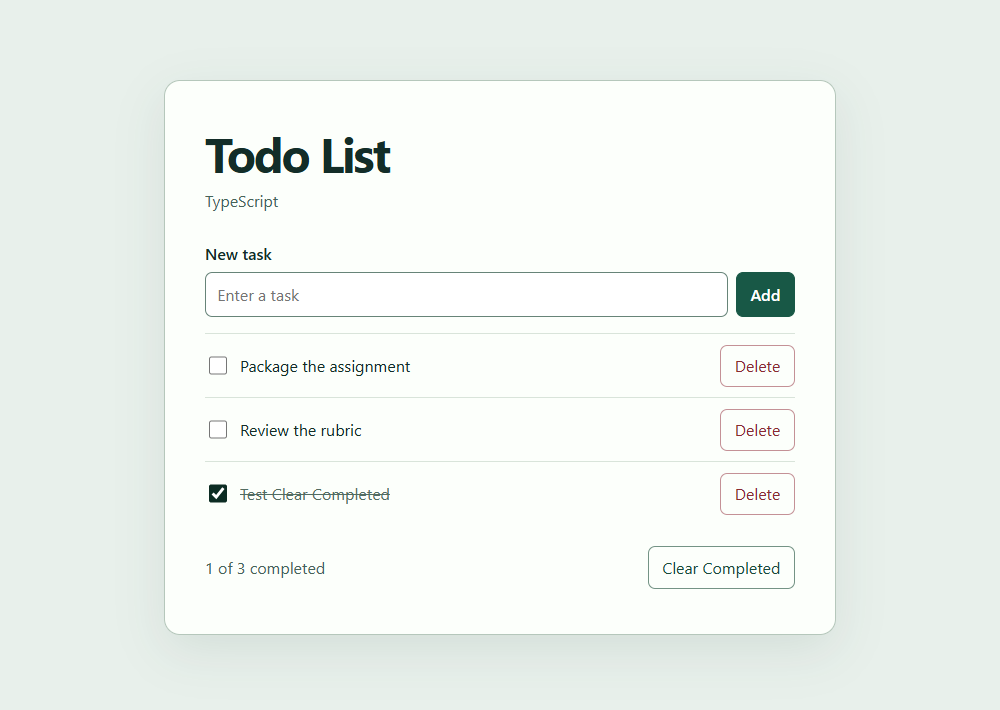 Todo List
TypeScript
New task
Enter a task
Add
Package the assignment
Delete
Review the rubric
Delete
Test Clear Completed
Delete
1 of 3 completed
Clear Completed